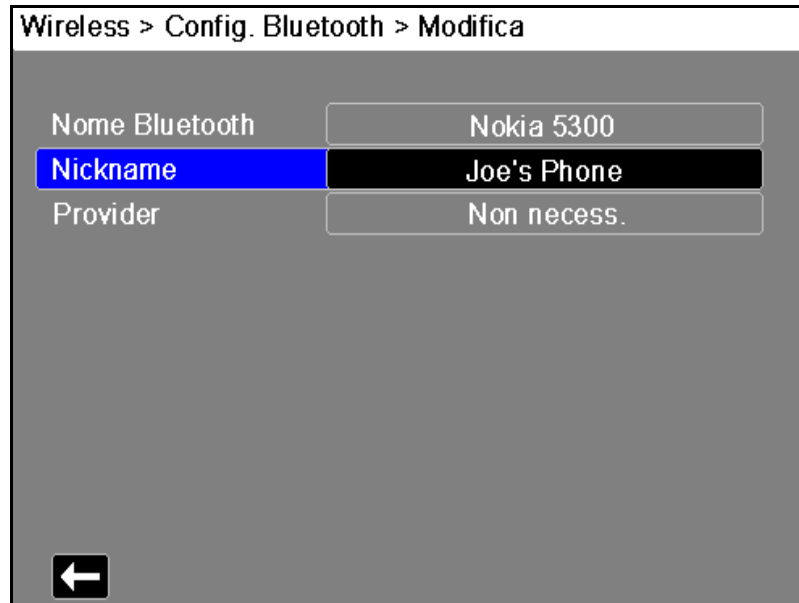 Wireless > Config. Bluetooth > Modifica
Nome Bluetooth Nokia 5300
Nickname Joe's Phone
Provider Non necess.